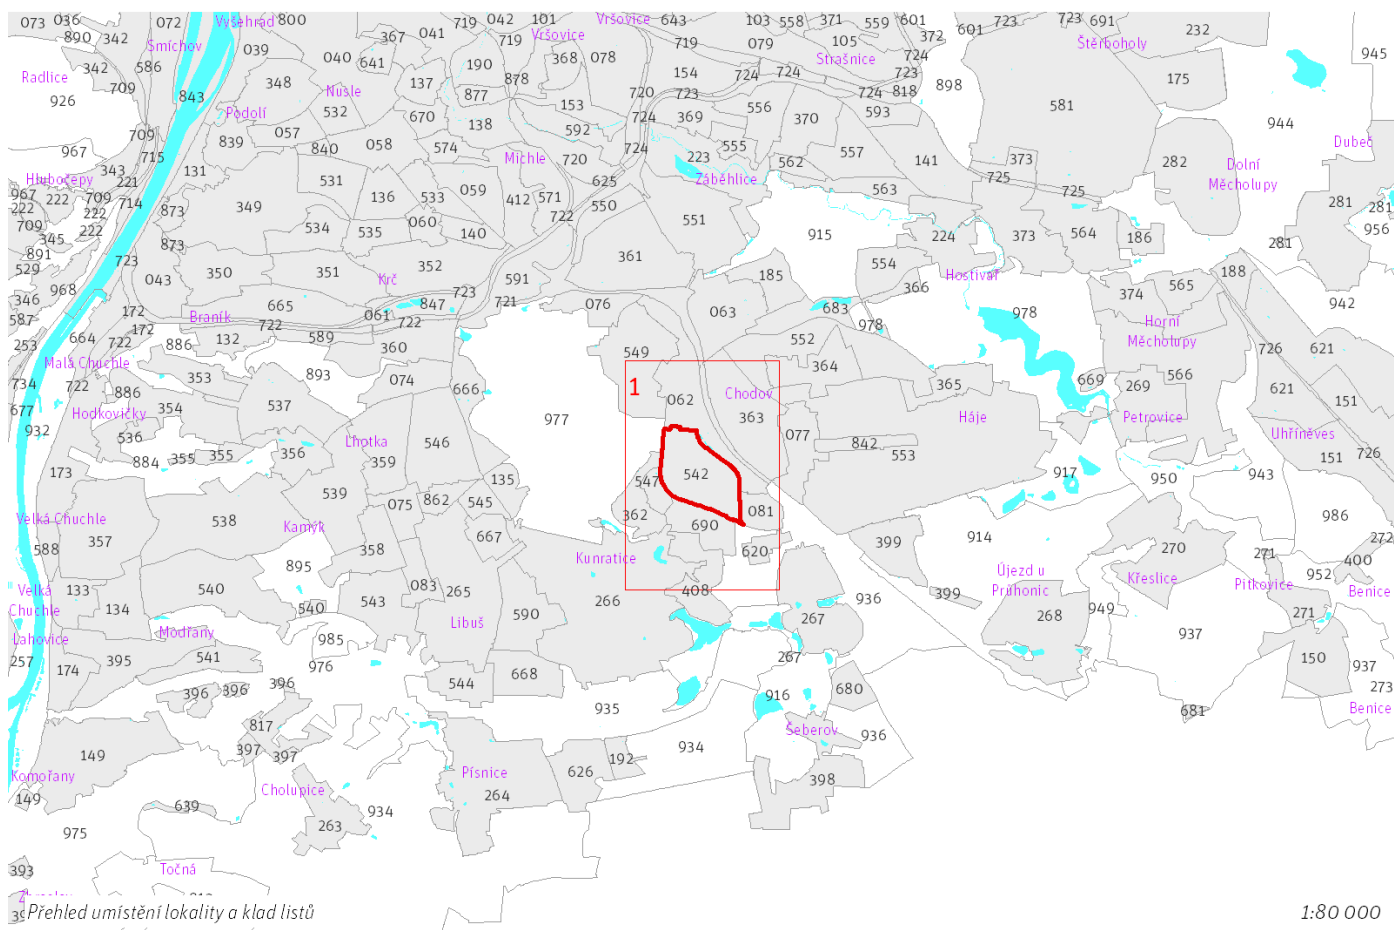 073 036 072 Vyšehrad 800 719 042 101 Vršovice 643 103 558 371 559 601 723 723 691
890 342 Smíchov 039 367 041 719 Vršovice 719 079 105 372 601 Štěrboholy 232
Radlice 342 586 040 641 190 368 078 154 724 724 Strašnice 724 723 898 175 945
926 709 843 348 Nusle 137 878 877 720 723 724 818 581
Podolí 532 670 138 153 592 724 369 556 370 593 944
967 709 715 839 057 840 058 574 Michle 720 724 223 555 562 557 141 373 282 Dolní Měcholupy Dubeč
Hlubočepy 343 221 131 531 136 533 059 412 571 625 Záběhlice 563 725 725
967 222 709 714 222 349 873 534 535 060 140 722 550 551 915 224 373 564 186 281 281 956
222 709 345 222 891 873 723 043 350 351 Krč 352 361 554 Hostivař 281
529 968 346 587 172 172 665 061 847 723 591 721 076 185 063 683 366 978 978 374 565 188 942
253 664 722 886 Braník 132 722 589 722 360 549 552 364 Horní Měcholupy 726 621
Malá Chuchle 734 722 886 353 893 074 666 1 062 Chodov 365 669 269 566 621 151
677 932 Hodkovičky 354 537 977 363 Háje Petrovice
536 884 355 355 356 Lhotka 359 546 077 842 553 Uhříněves 151 726
173 539 075 862 545 135 547 542 917 950 943
Velká Chuchle 538 Kamýk 362 690 081 986
588 357 358 667 Kunratice 620 399 914 270 271 272
Velká Chuchle 133 540 895 083 265 266 408 Újezd u Průhonic Křeslice Pitkovice 952 400 Benice
134 540 543 590 267 936 399 268 949 271
Lahovice Modřany 985 Libuš 937
257 174 395 541 976 668 267 150 937
396 396 396 544 935 916 680 681 273 Benice
817 397 397 934 Šeberov 936
149 Komořany Písnice 626 192 398
149 639 Cholupice 934 264
975 263
393 Točná
Přehled umístění lokality a klad listů
1:80 000